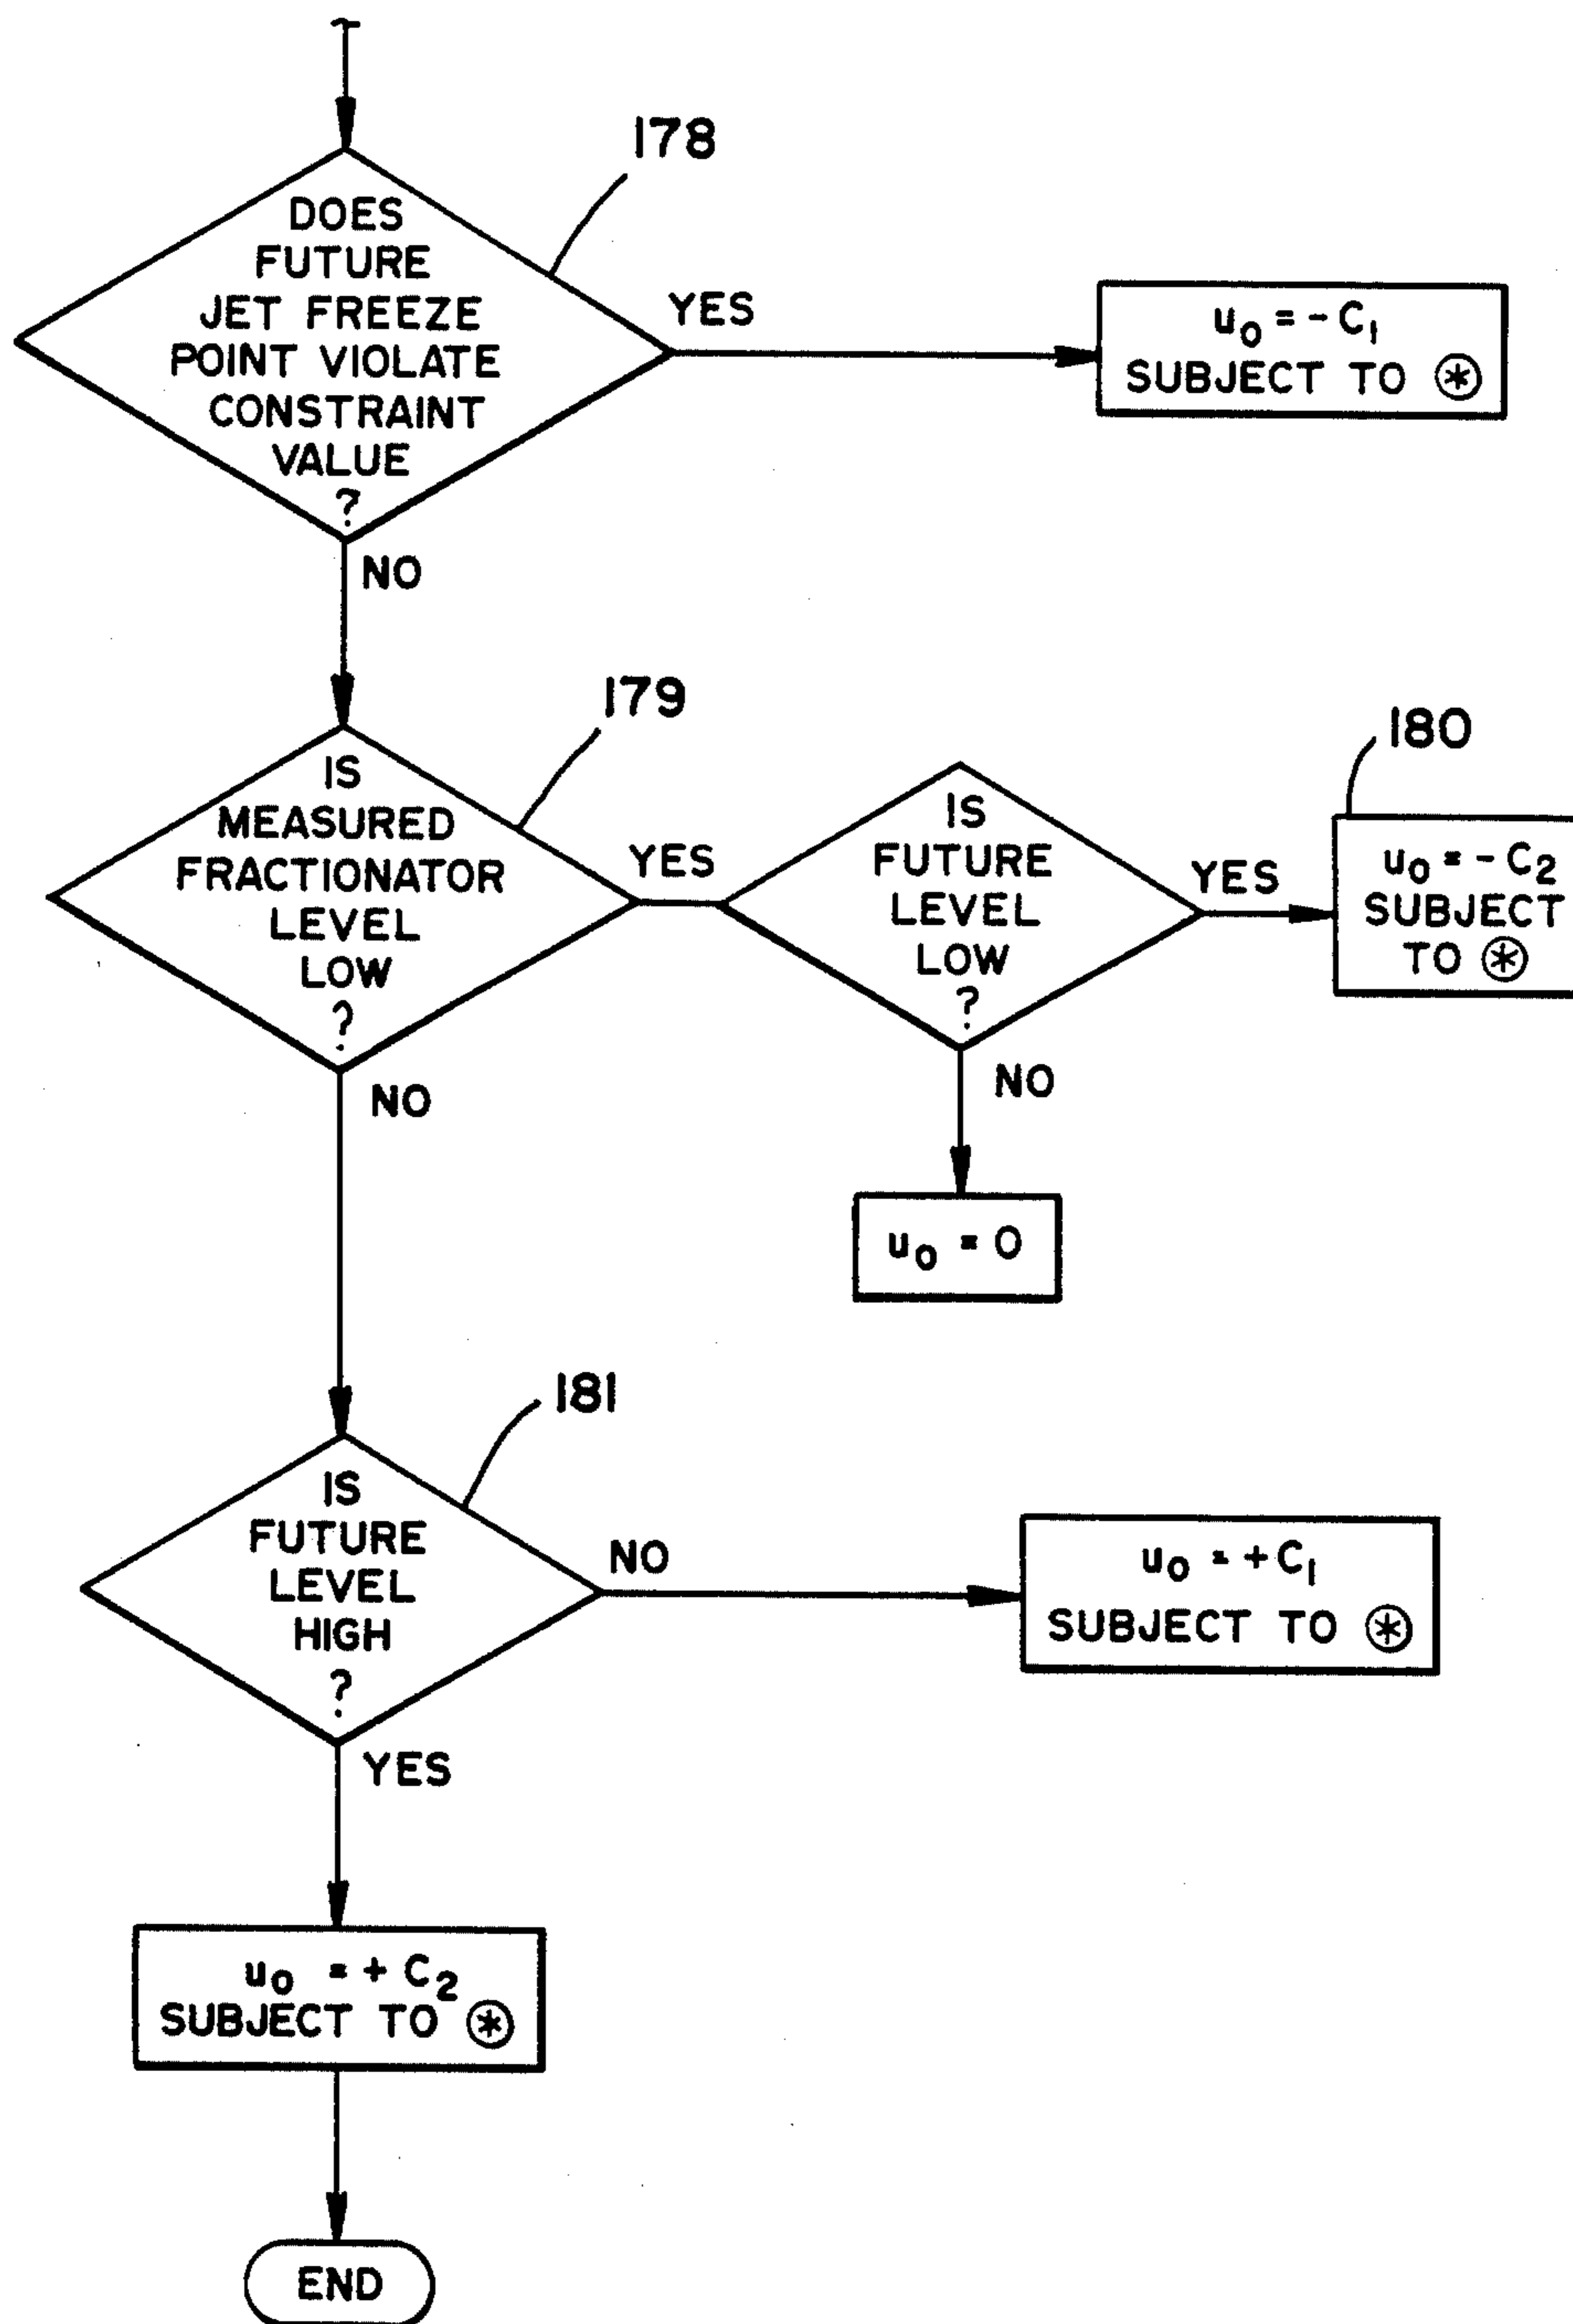 178
DOES
FUTURE
JET FREEZE
POINT VIOLATE
CONSTRAINT
VALUE
?
YES
u₀ = -C₁
SUBJECT TO ⊛
NO
179
IS
MEASURED
FRACTIONATOR
LEVEL
LOW
?
YES
IS
FUTURE
LEVEL
LOW
?
YES
180
u₀ = -C₂
SUBJECT
TO ⊛
NO
u₀ = 0
NO
181
IS
FUTURE
LEVEL
HIGH
?
NO
u₀ = +C₁
SUBJECT TO ⊛
YES
u₀ = + C₂
SUBJECT TO ⊛
END